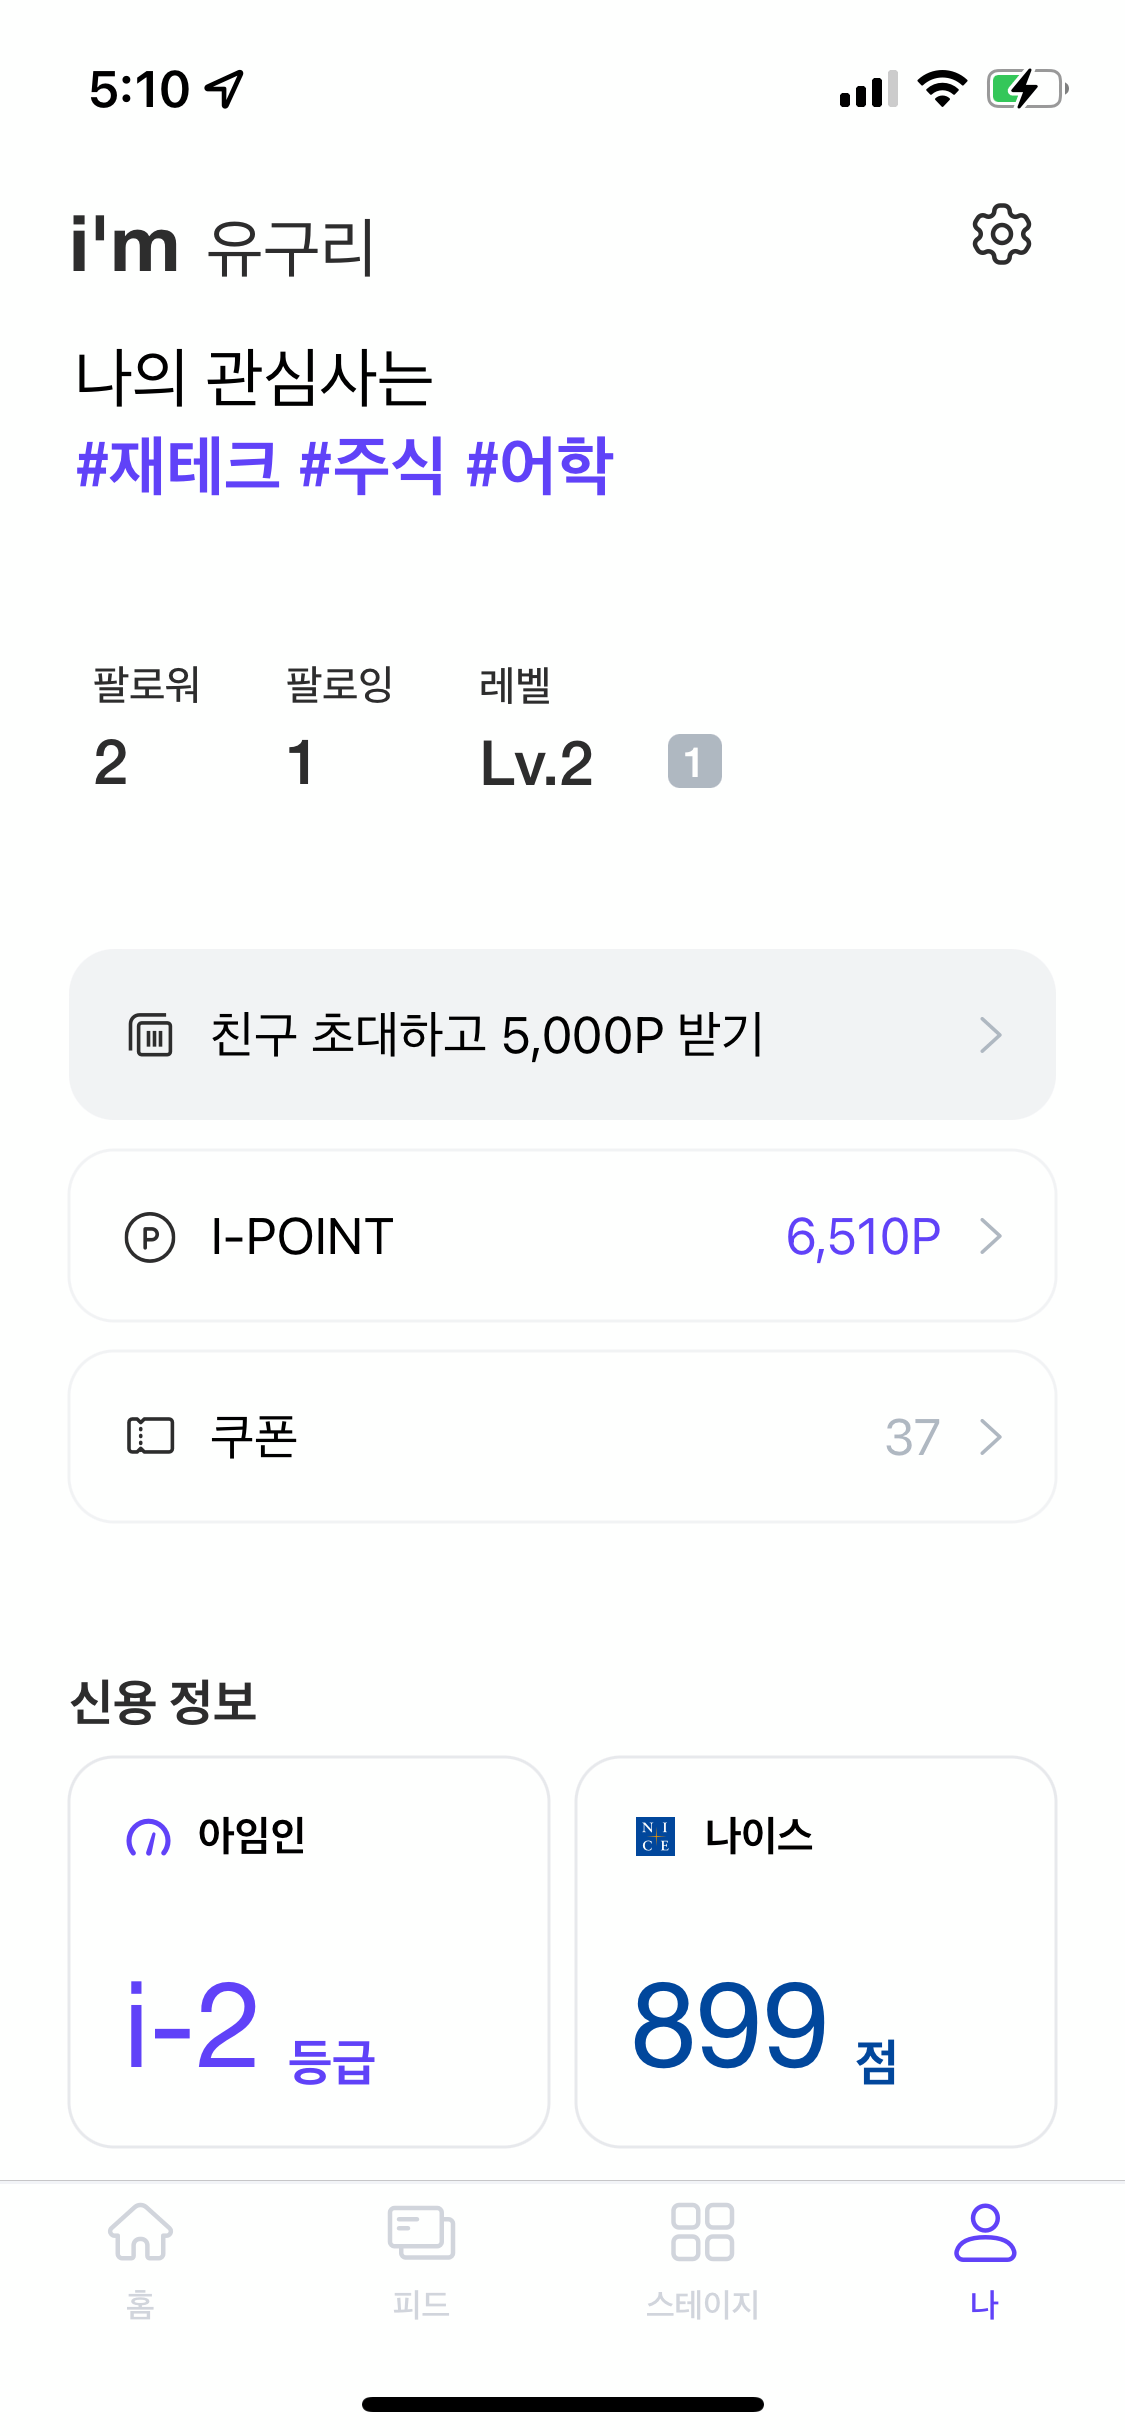 5:10
i'm 유구리
나의 관심사는
#재테크 #주식 #어학
팔로워 팔로잉 레벨
2 1 Lv.2 1
친구 초대하고 5,000P 받기
P I-POINT 6,510P
쿠폰 37
신용 정보
아임인
i-2 등급
NICE 나이스
899 점
홈 피드 스테이지 나